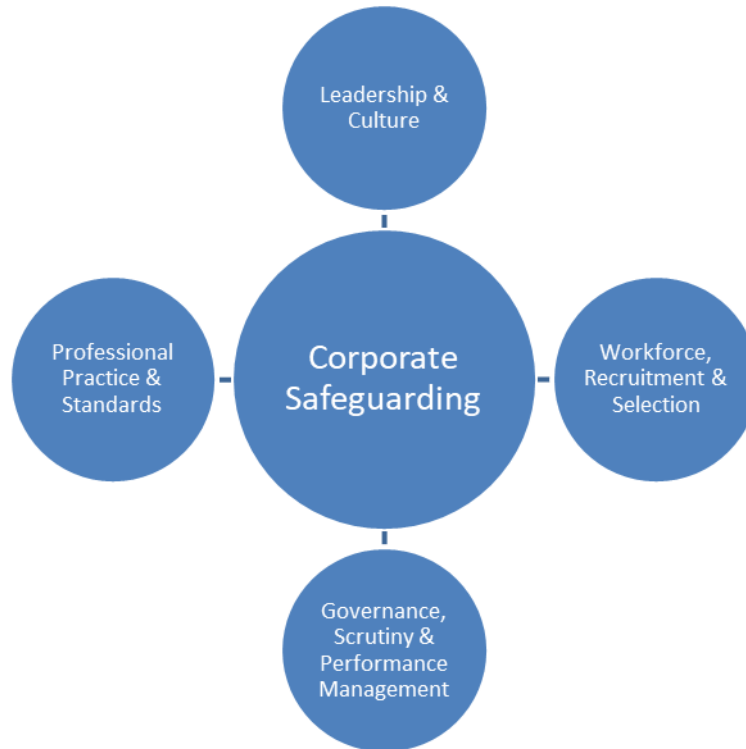 Leadership &
Culture
Professional
Practice &
Standards
Corporate
Safeguarding
Workforce,
Recruitment &
Selection
Governance,
Scrutiny &
Performance
Management